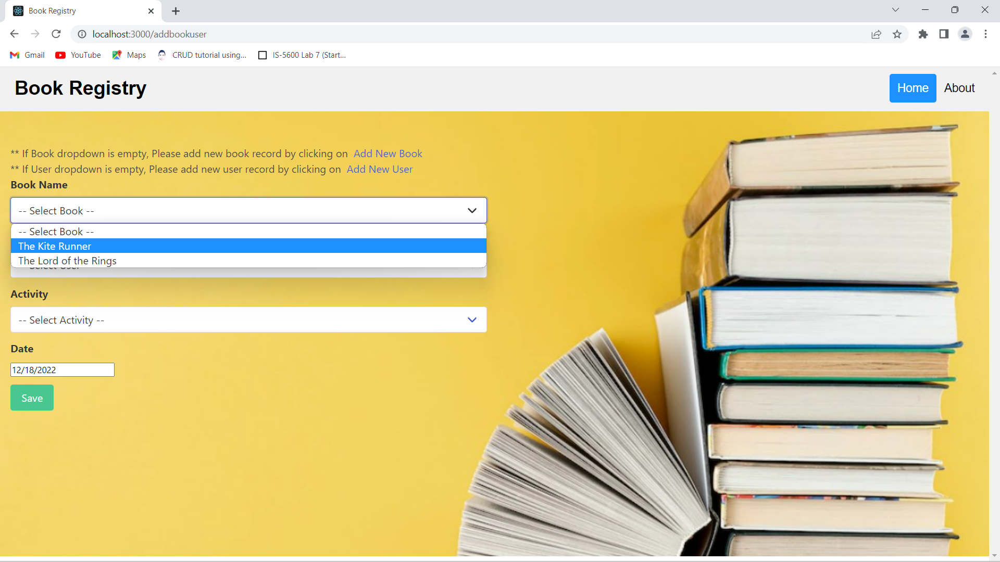 Book Registry
localhost:3000/addbookuser
Gmail YouTube Maps CRUD tutorial using... IS-5600 Lab 7 (Start...
Book Registry
Home About
** If Book dropdown is empty, Please add new book record by clicking on Add New Book
** If User dropdown is empty, Please add new user record by clicking on Add New User
Book Name
-- Select Book --
-- Select Book --
The Kite Runner
The Lord of the Rings
Activity
-- Select Activity --
Date
12/18/2022
Save